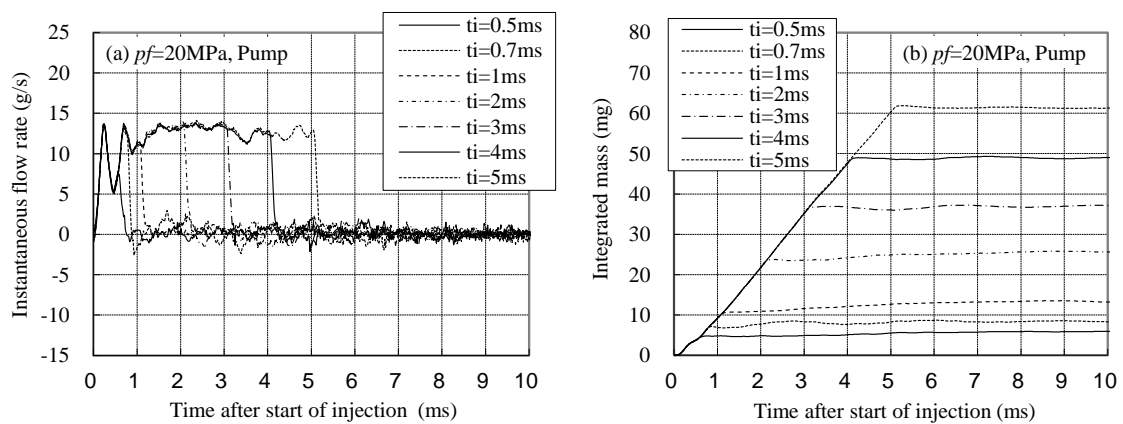 (a) pf=20MPa, Pump
ti=0.5ms
ti=0.7ms
ti=1ms
ti=2ms
ti=3ms
ti=4ms
ti=5ms
Instantaneous flow rate (g/s)
25
20
15
10
5
0
-5
-10
-15
0 1 2 3 4 5 6 7 8 9 10
Time after start of injection (ms)
ti=0.5ms
ti=0.7ms
ti=1ms
ti=2ms
ti=3ms
ti=4ms
ti=5ms
(b) pf=20MPa, Pump
Integrated mass (mg)
80
70
60
50
40
30
20
10
0
0 1 2 3 4 5 6 7 8 9 10
Time after start of injection (ms)